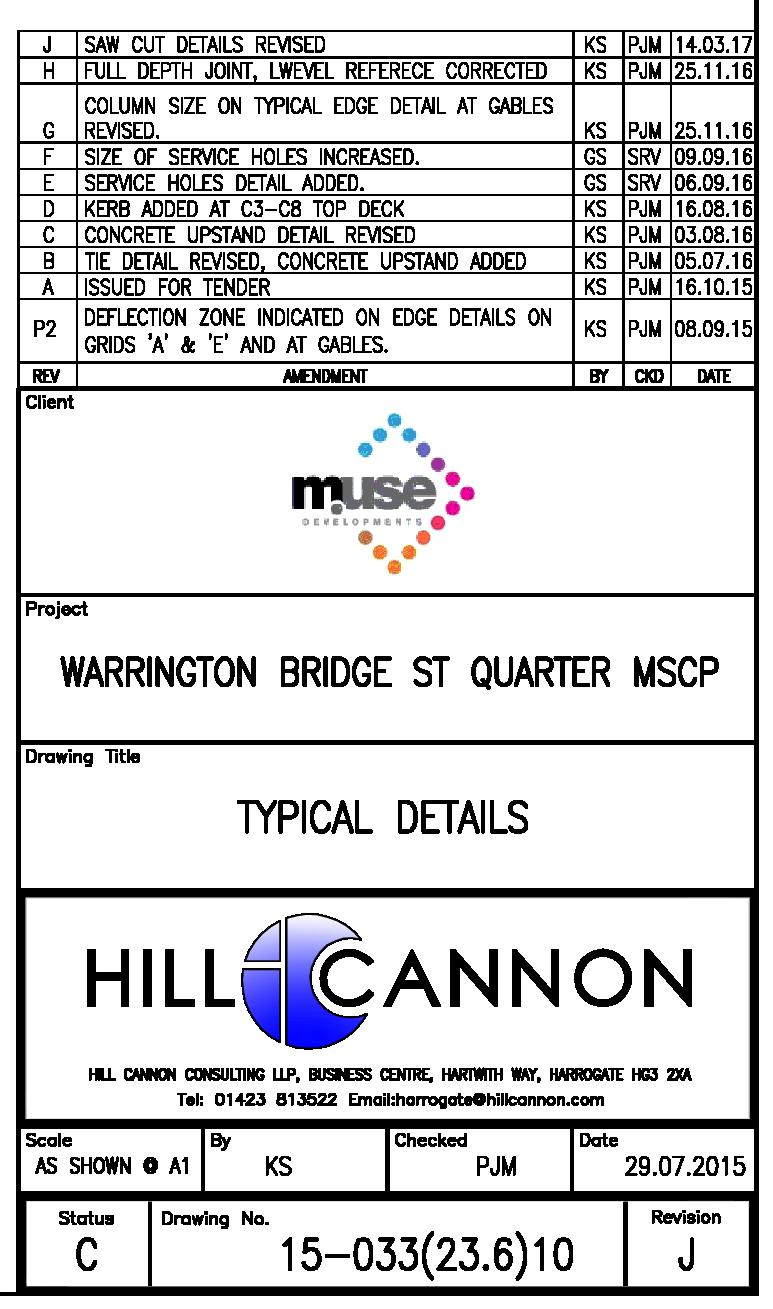 J SAW CUT DETAILS REVISED KS PJM 14.03.17
H FULL DEPTH JOINT, LWEVEL REFERECE CORRECTED KS PJM 25.11.16
COLUMN SIZE ON TYPICAL EDGE DETAIL AT GABLES
G REVISED. KS PJM 25.11.16
F SIZE OF SERVICE HOLES INCREASED. GS SRV 09.09.16
E SERVICE HOLES DETAIL ADDED. GS SRV 06.09.16
D KERB ADDED AT C3-C8 TOP DECK KS PJM 16.08.16
C CONCRETE UPSTAND DETAIL REVISED KS PJM 03.08.16
B TIE DETAIL REVISED, CONCRETE UPSTAND ADDED KS PJM 05.07.16
A ISSUED FOR TENDER KS PJM 16.10.15
P2 DEFLECTION ZONE INDICATED ON EDGE DETAILS ON KS PJM 08.09.15
GRIDS 'A' & 'E' AND AT GABLES.
REV AMENDMENT BY CKD DATE
Client
muse
DEVELOPMENTS
Project
WARRINGTON BRIDGE ST QUARTER MSCP
Drawing Title
TYPICAL DETAILS
HILL CANNON
HILL CANNON CONSULTING LLP, BUSINESS CENTRE, HARTWITH WAY, HARROGATE HG3 2XA
Tel: 01423 813522 Email:harrogate@hillcannon.com
Scale By Checked Date
AS SHOWN @ A1 KS PJM 29.07.2015
Status Drawing No. Revision
C 15-033(23.6)10 J